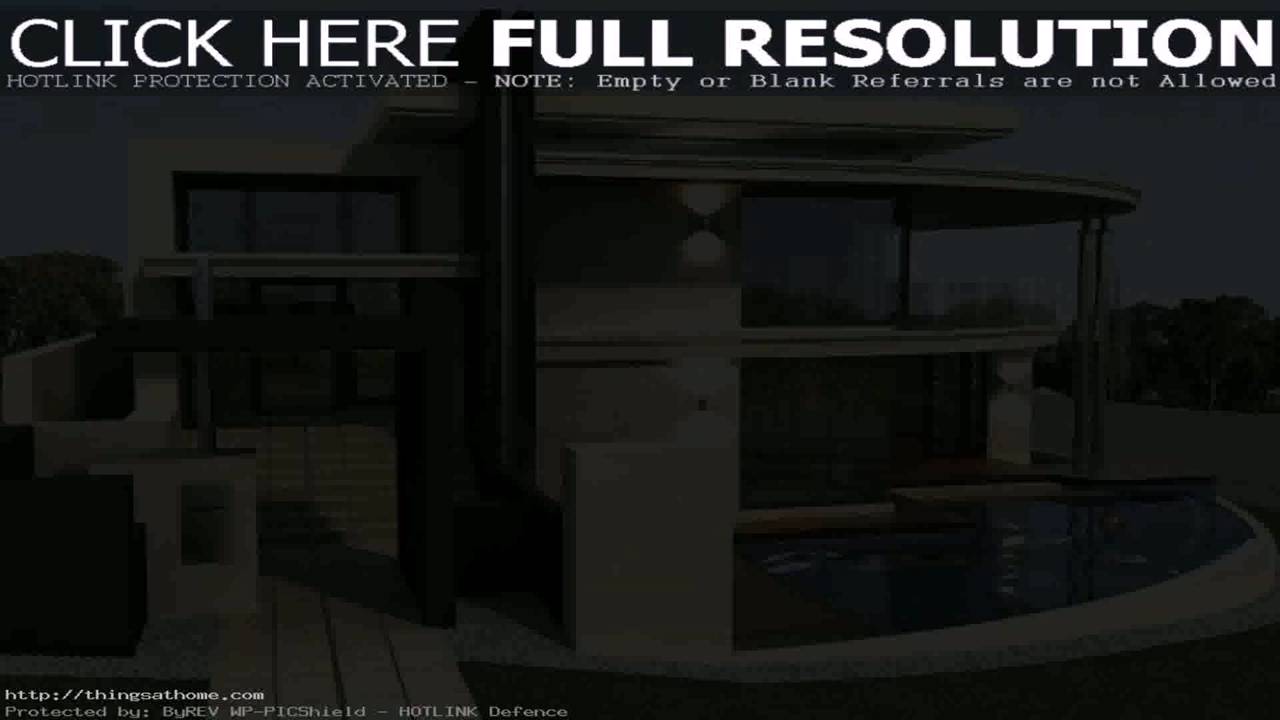 CLICK HERE FULL RESOLUTION
HOTLINK PROTECTION ACTIVATED - NOTE: Empty or Blank Referrals are not Allowed
http://thingsathome.com
Protected by: ByREV WP-PICShield - HOTLINK Defence